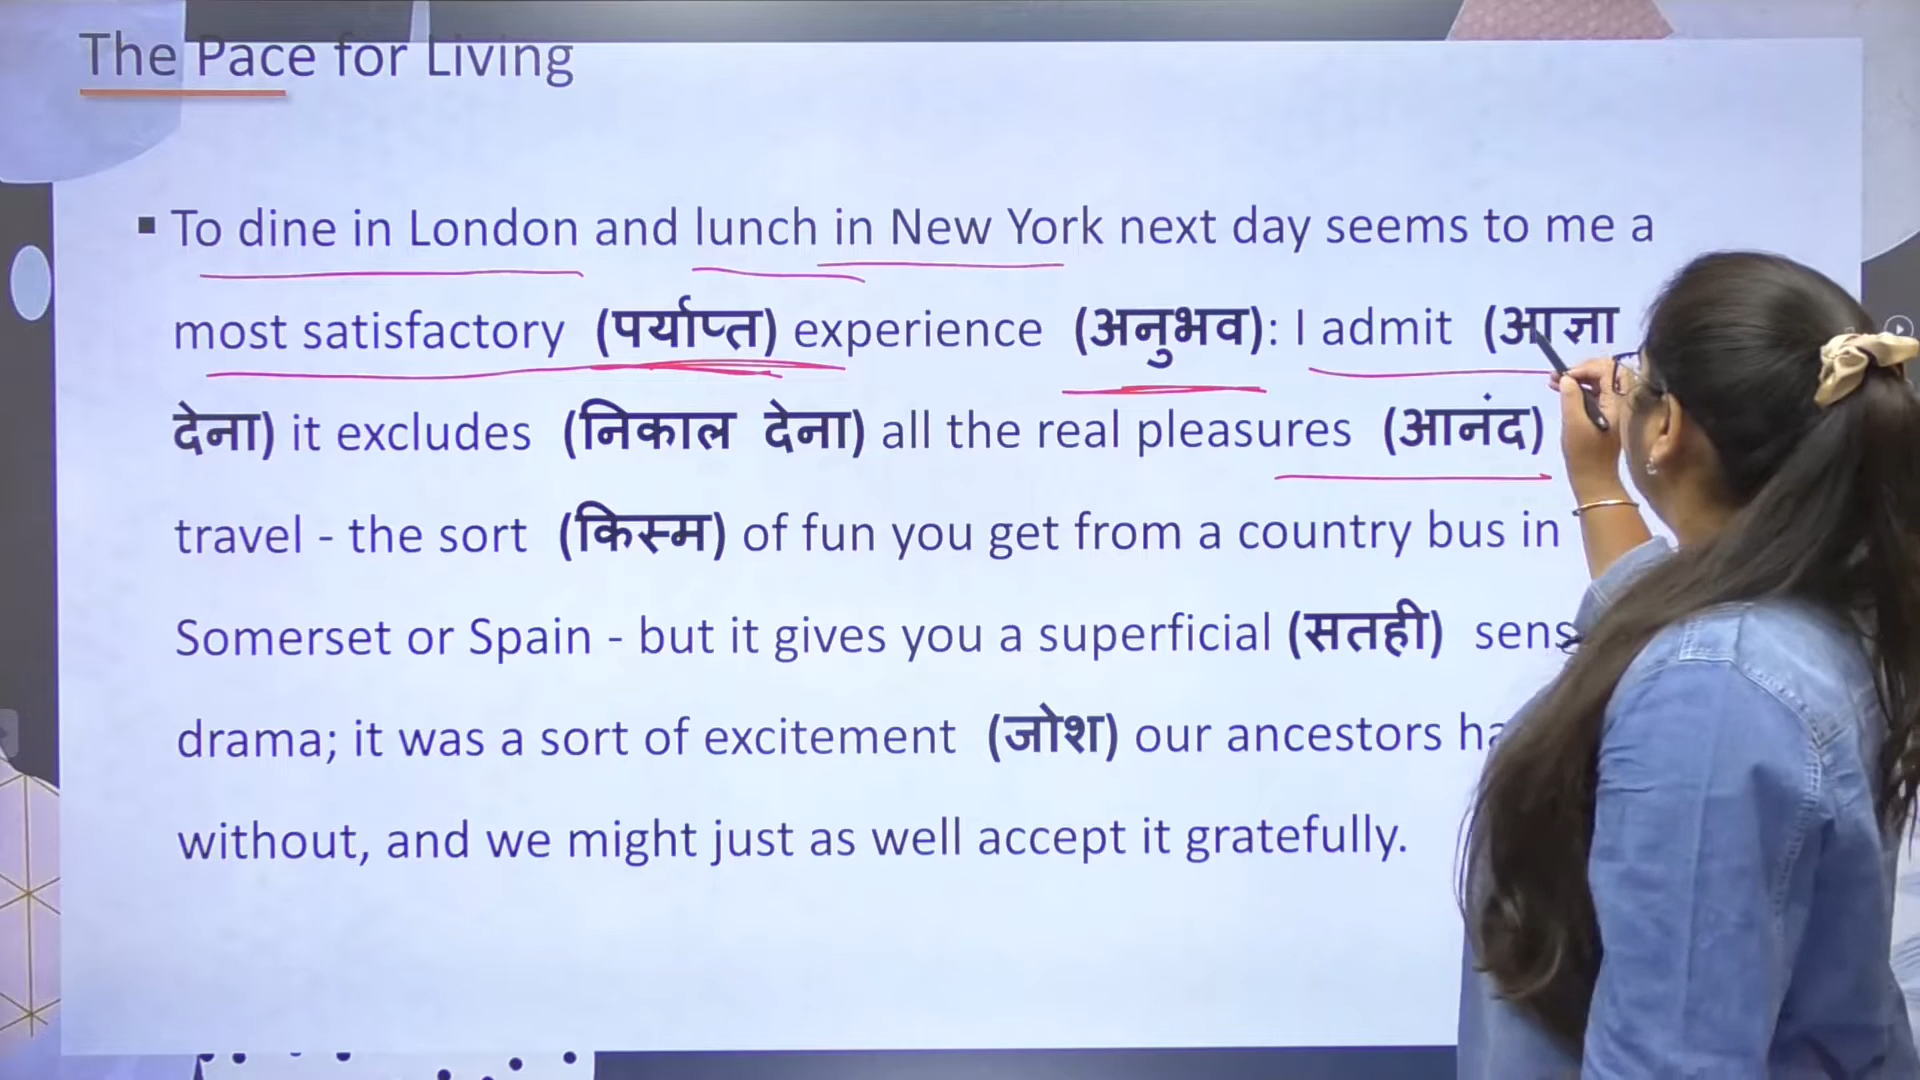 The Pace for Living
▪ To dine in London and lunch in New York next day seems to me a
most satisfactory (पर्याप्त) experience (अनुभव): I admit (आज्ञा
देना) it excludes (निकाल देना) all the real pleasures (आनंद)
travel - the sort (किस्म) of fun you get from a country bus in
Somerset or Spain - but it gives you a superficial (सतही)
drama; it was a sort of excitement (जोश) our ancestors
without, and we might just as well accept it gratefully.